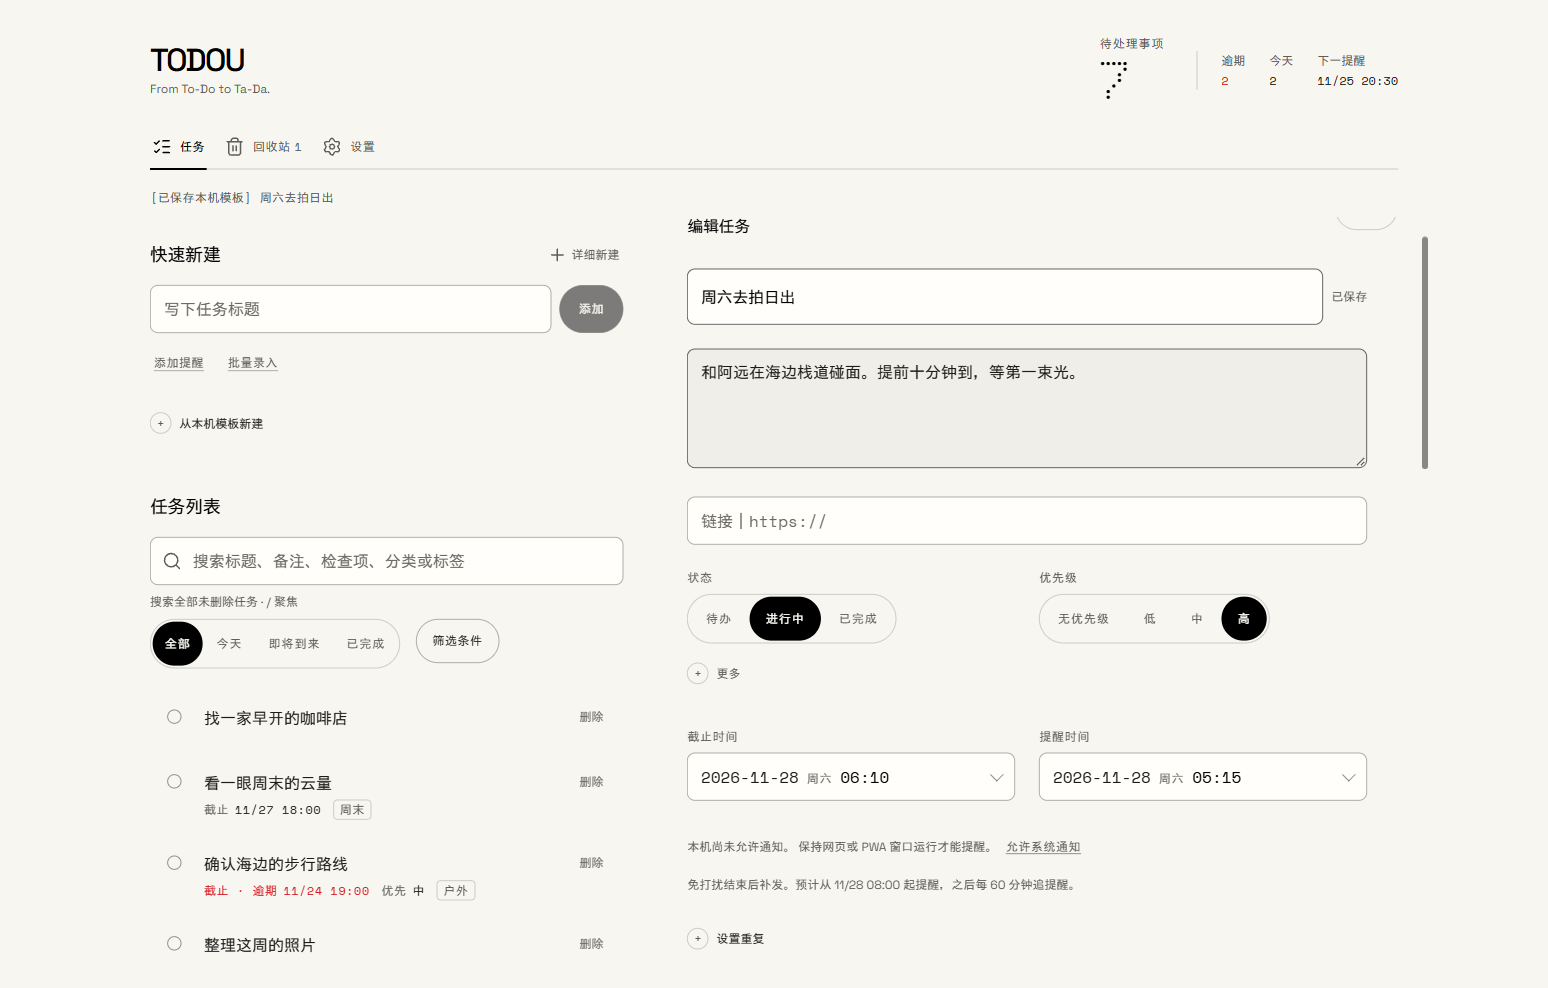 TODOU
From To-Do to Ta-Da.
待处理事项
7
逾期
2
今天
2
下一提醒
11/25 20:30
任务
回收站 1
设置
[已保存本机模板] 周六去拍日出
快速新建
详细新建
写下任务标题
添加
添加提醒
批量录入
从本机模板新建
任务列表
搜索标题、备注、检查项、分类或标签
搜索全部未删除任务 · / 聚焦
全部 今天 即将到来 已完成
筛选条件
找一家早开的咖啡店
删除
看一眼周末的云量
删除
截止 11/27 18:00 周末
确认海边的步行路线
删除
截止 · 逾期 11/24 19:00 优先 中 户外
整理这周的照片
删除
编辑任务
周六去拍日出
已保存
和阿远在海边栈道碰面。提前十分钟到，等第一束光。
链接｜https://
状态
待办 进行中 已完成
优先级
无优先级 低 中 高
更多
截止时间
2026-11-28 周六 06:10
提醒时间
2026-11-28 周六 05:15
本机尚未允许通知。 保持网页或 PWA 窗口运行才能提醒。 允许系统通知
免打扰结束后补发。预计从 11/28 08:00 起提醒，之后每 60 分钟追提醒。
设置重复